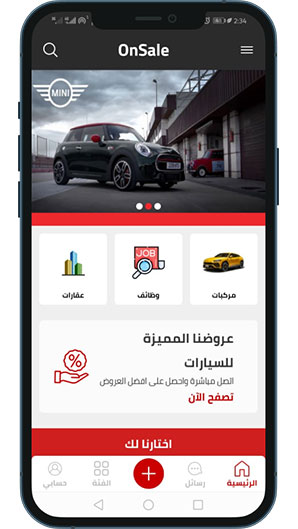 2:34
OnSale
MINI
JOB
مركبات
وظائف
عقارات
عروضنا المميزة
للسيارات
اتصل مباشرة واحصل على افضل العروض
تصفح الآن
اختارنا لك
الرئيسية
رسائل
الفئة
حسابي